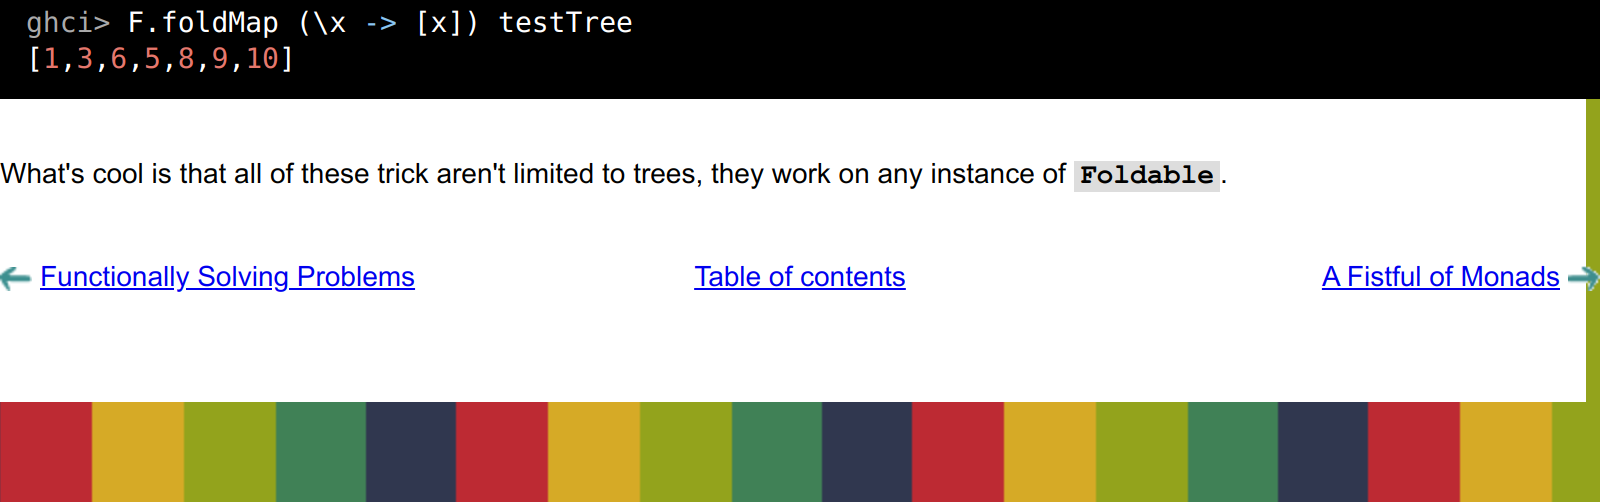 ghci> F.foldMap (\x -> [x]) testTree
[1,3,6,5,8,9,10]
What's cool is that all of these trick aren't limited to trees, they work on any instance of Foldable.
Functionally Solving Problems
Table of contents
A Fistful of Monads